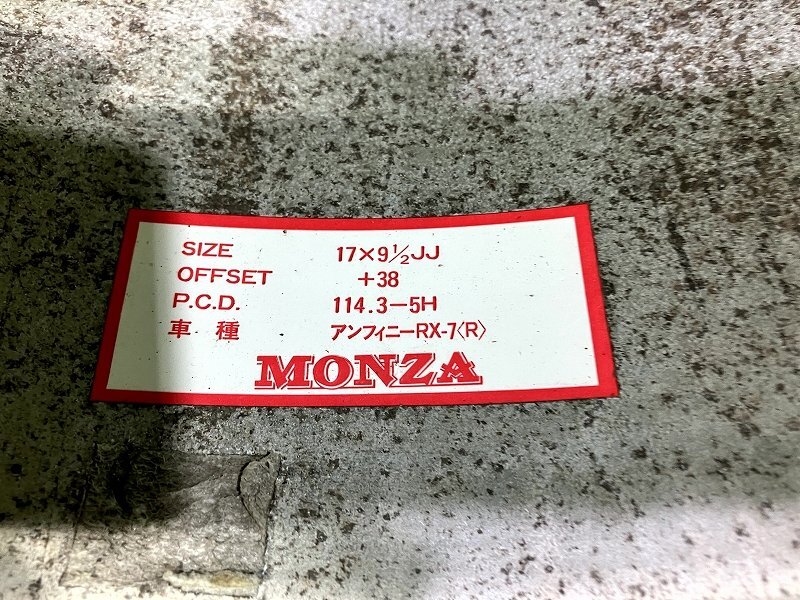 SIZE 17×9½JJ
OFFSET +38
P.C.D. 114.3−5H
車種 アンフィニーRX-7〈R〉
MONZA